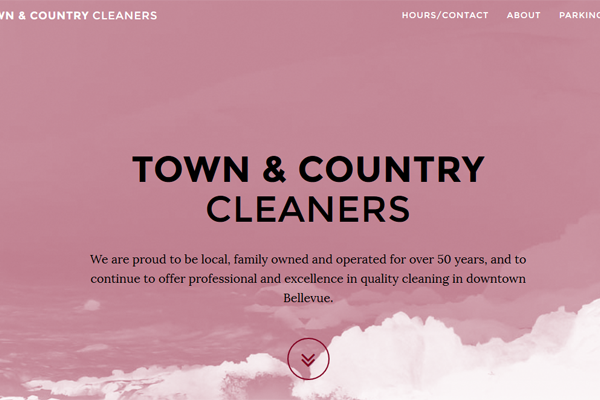 WN & COUNTRY CLEANERS
HOURS/CONTACT ABOUT PARKING
TOWN & COUNTRY
CLEANERS
We are proud to be local, family owned and operated for over 50 years, and to
continue to offer professional and excellence in quality cleaning in downtown
Bellevue.